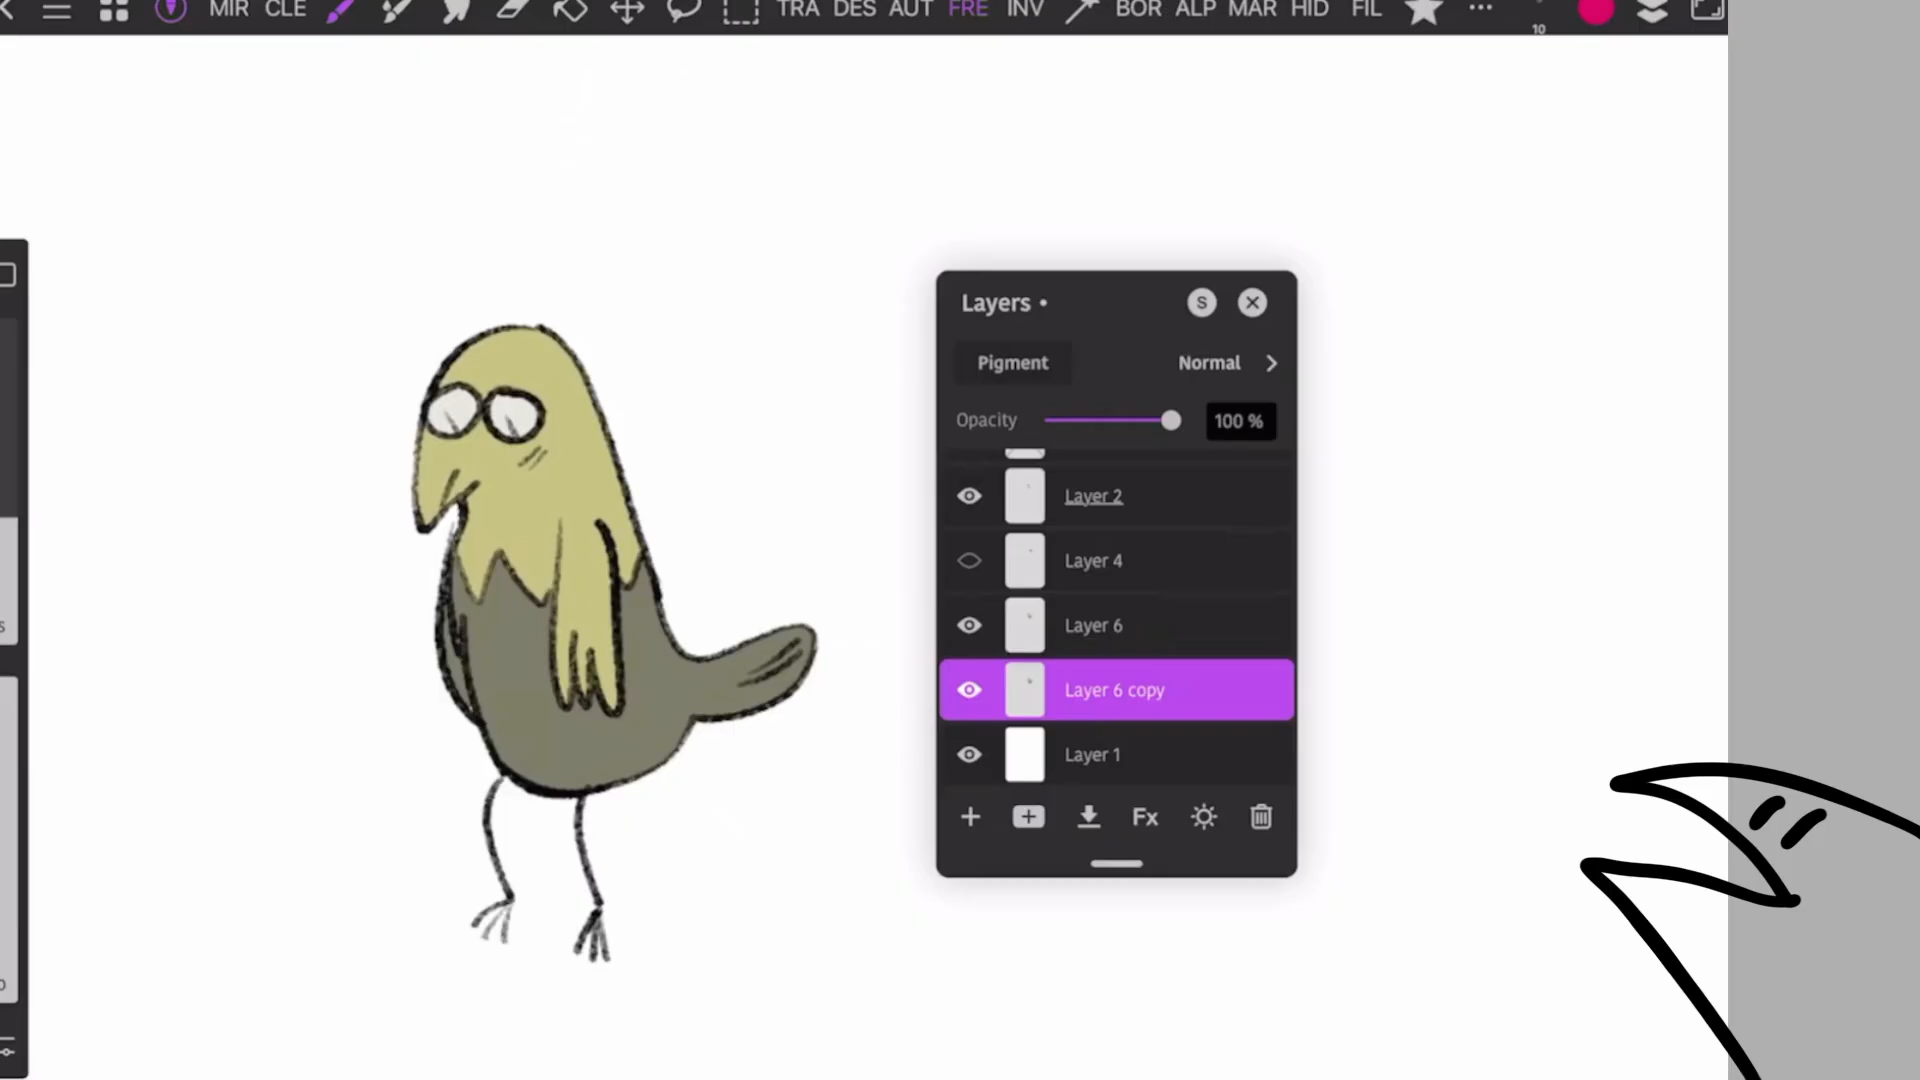 MIR CLE TRA DES AUT FRE INV BOR ALP MAR HID FIL
10
Layers •
S
Pigment Normal
Opacity 100 %
Layer 2
Layer 4
Layer 6
Layer 6 copy
Layer 1
Fx